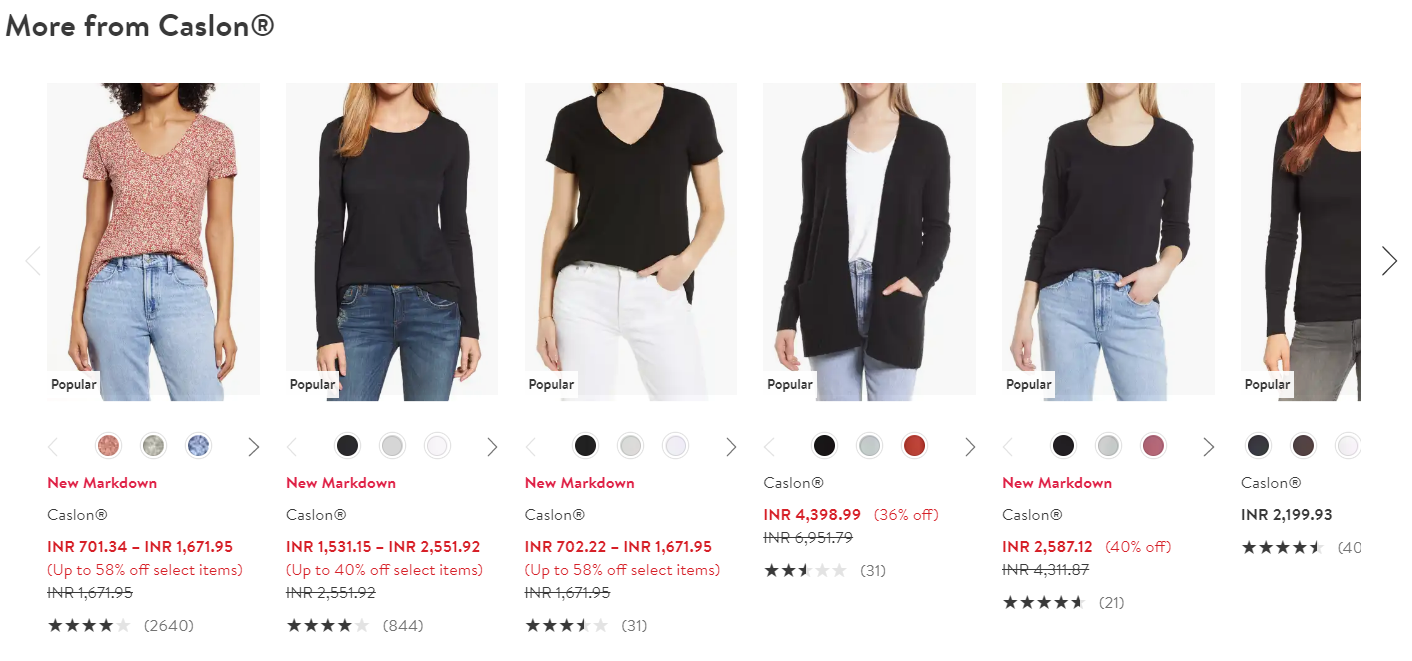 More from Caslon®
Popular
New Markdown
Caslon®
INR 701.34 – INR 1,671.95
(Up to 58% off select items)
INR 1,671.95
(2640)
Popular
New Markdown
Caslon®
INR 1,531.15 – INR 2,551.92
(Up to 40% off select items)
INR 2,551.92
(844)
Popular
New Markdown
Caslon®
INR 702.22 – INR 1,671.95
(Up to 58% off select items)
INR 1,671.95
(31)
Popular
Caslon®
INR 4,398.99 (36% off)
INR 6,951.79
(31)
Popular
New Markdown
Caslon®
INR 2,587.12 (40% off)
INR 4,311.87
(21)
Popular
Caslon®
INR 2,199.93
(40